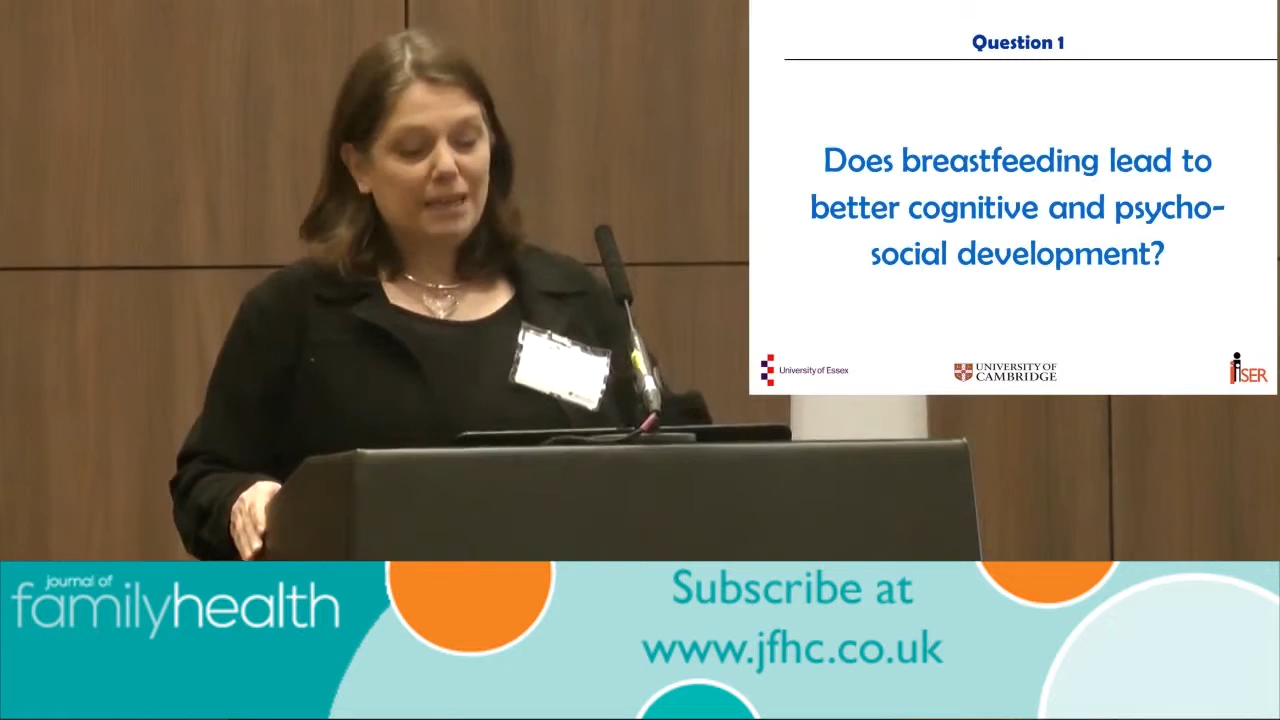 Question 1
Does breastfeeding lead to
better cognitive and psycho-
social development?
University of Essex
UNIVERSITY OF
CAMBRIDGE
ISER
journal of
familyhealth
Subscribe at
www.jfhc.co.uk